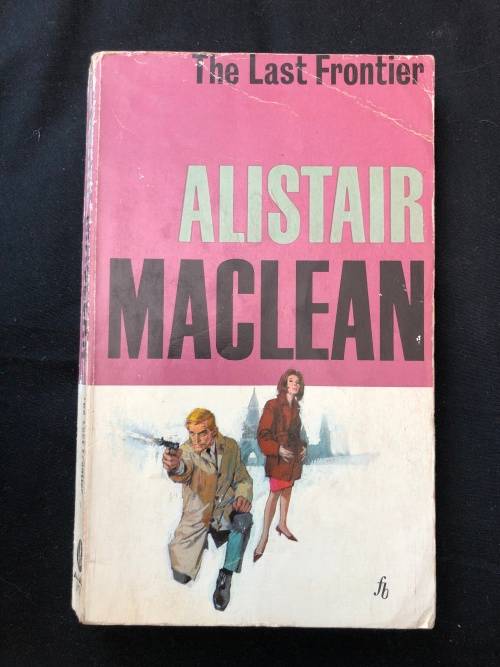 The Last Frontier
ALISTAIR
MACLEAN
fb